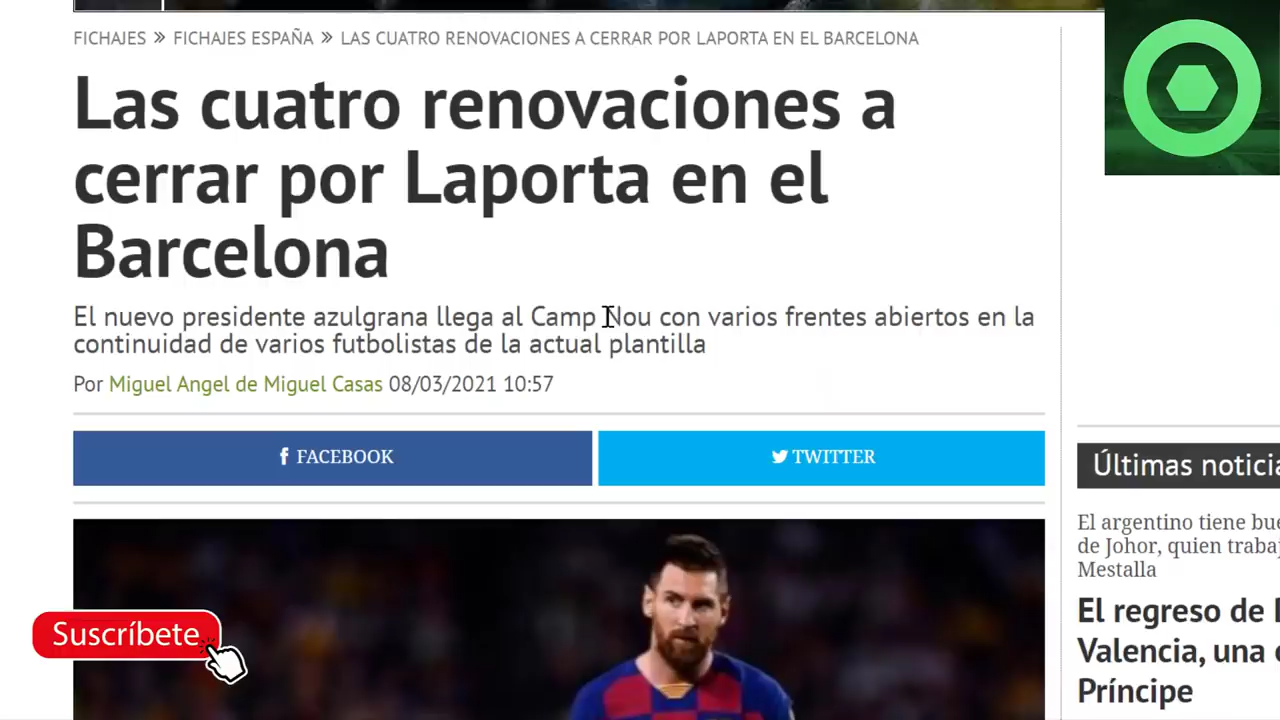 FICHAJES » FICHAJES ESPAÑA » LAS CUATRO RENOVACIONES A CERRAR POR LAPORTA EN EL BARCELONA
Las cuatro renovaciones a
cerrar por Laporta en el
Barcelona
El nuevo presidente azulgrana llega al Camp Nou con varios frentes abiertos en la
continuidad de varios futbolistas de la actual plantilla
Por Miguel Angel de Miguel Casas 08/03/2021 10:57
FACEBOOK
TWITTER
Suscríbete
Últimas
El argentino tiene
de Johor, quien
Mestalla
El regreso de
Valencia, una
Príncipe